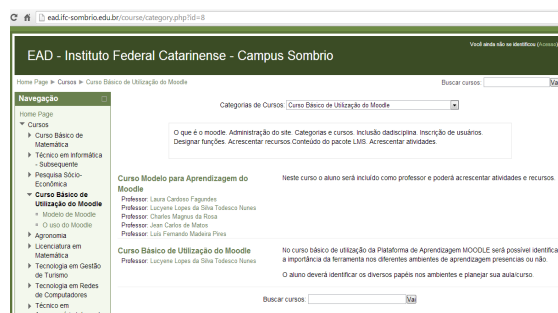 ead.ifc-sombrio.edu.br/course/category.php?id=8
Você ainda não se identificou (Acesso)
EAD - Instituto Federal Catarinense - Campus Sombrio
Home Page ► Cursos ► Curso Básico de Utilização do Moodle
Buscar cursos: Vai
Navegação
Home Page
Cursos
Curso Básico de
Matemática
Técnico em Informática
- Subsequente
Pesquisa Sócio-
Econômica
Curso Básico de
Utilização do Moodle
Modelo de Moodle
O uso do Moodle
Agronomia
Licenciatura em
Matemática
Tecnologia em Gestão
de Turismo
Tecnologia em Redes
de Computadores
Técnico em
Categorias de Cursos: Curso Básico de Utilização do Moodle
O que é o moodle. Administração do site. Categorias e cursos. Inclusão dadisciplina. Inscrição de usuários.
Designar funções. Acrescentar recursos.Conteúdo do pacote LMS. Acrescentar atividades.
Curso Modelo para Aprendizagem do
Moodle
Professor: Laura Cardoso Fagundes
Professor: Lucyene Lopes da Silva Todesco Nunes
Professor: Charles Magnus da Rosa
Professor: Jean Carlos de Matos
Professor: Luís Fernando Madeira Pires
Neste curso o aluno será incluído como professor e poderá acrescentar atividades e recursos.
Curso Básico de Utilização do Moodle
Professor: Lucyene Lopes da Silva Todesco Nunes
No curso básico de utilização da Plataforma de Aprendizagem MOODLE será possível identifica
a importância da ferramenta nos diferentes ambientes de aprendizagem presencias ou não.
O aluno deverá identificar os diversos papéis nos ambientes e planejar sua aula/curso.
Buscar cursos: Vai